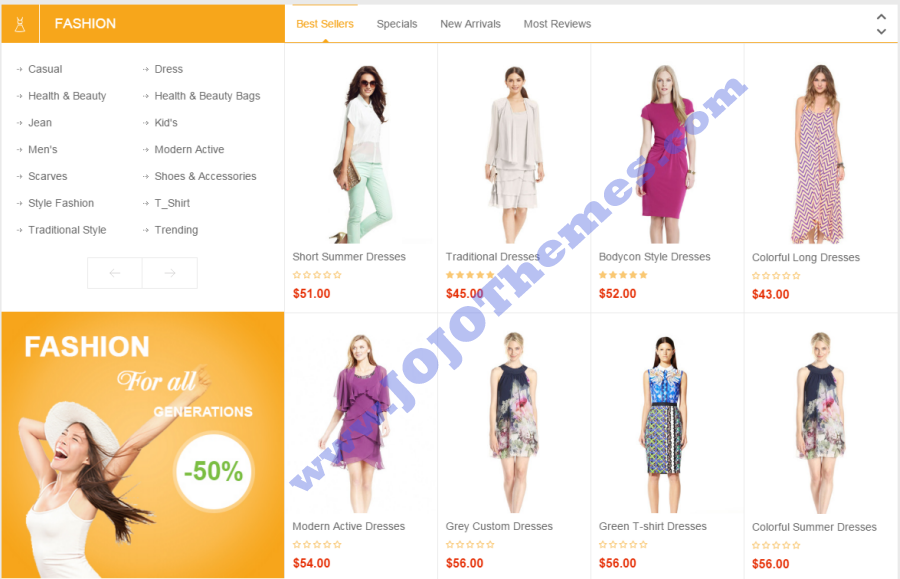 FASHION
Best Sellers Specials New Arrivals Most Reviews
Casual Dress
Health & Beauty Health & Beauty Bags
Jean Kid's
Men's Modern Active
Scarves Shoes & Accessories
Style Fashion T_Shirt
Traditional Style Trending
Short Summer Dresses
$51.00
Traditional Dresses
$45.00
Bodycon Style Dresses
$52.00
Colorful Long Dresses
$43.00
FASHION
For all
GENERATIONS
-50%
Modern Active Dresses
$54.00
Grey Custom Dresses
$56.00
Green T-shirt Dresses
$56.00
Colorful Summer Dresses
$56.00
www.JOJOThemes.com